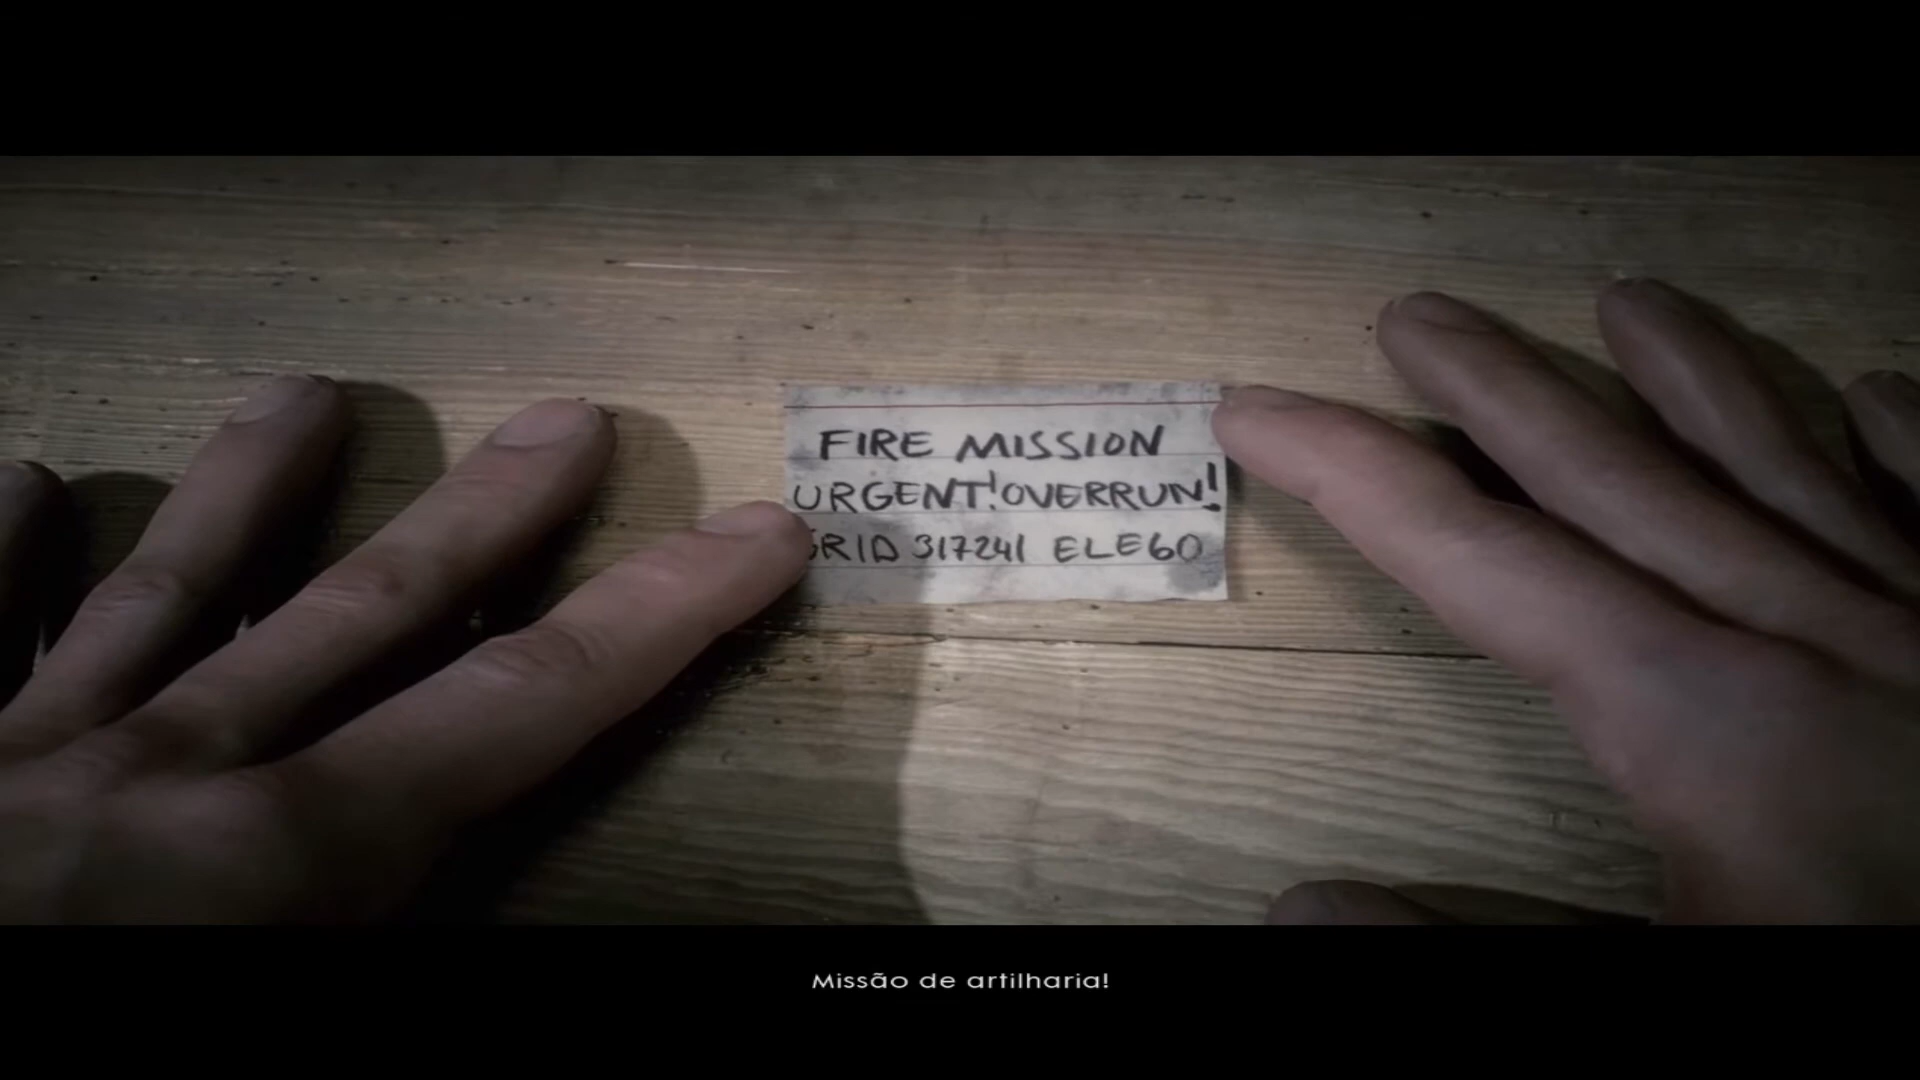 FIRE MISSION
URGENT! OVERRUN!
GRID 317241 ELE60
Missão de artilharia!